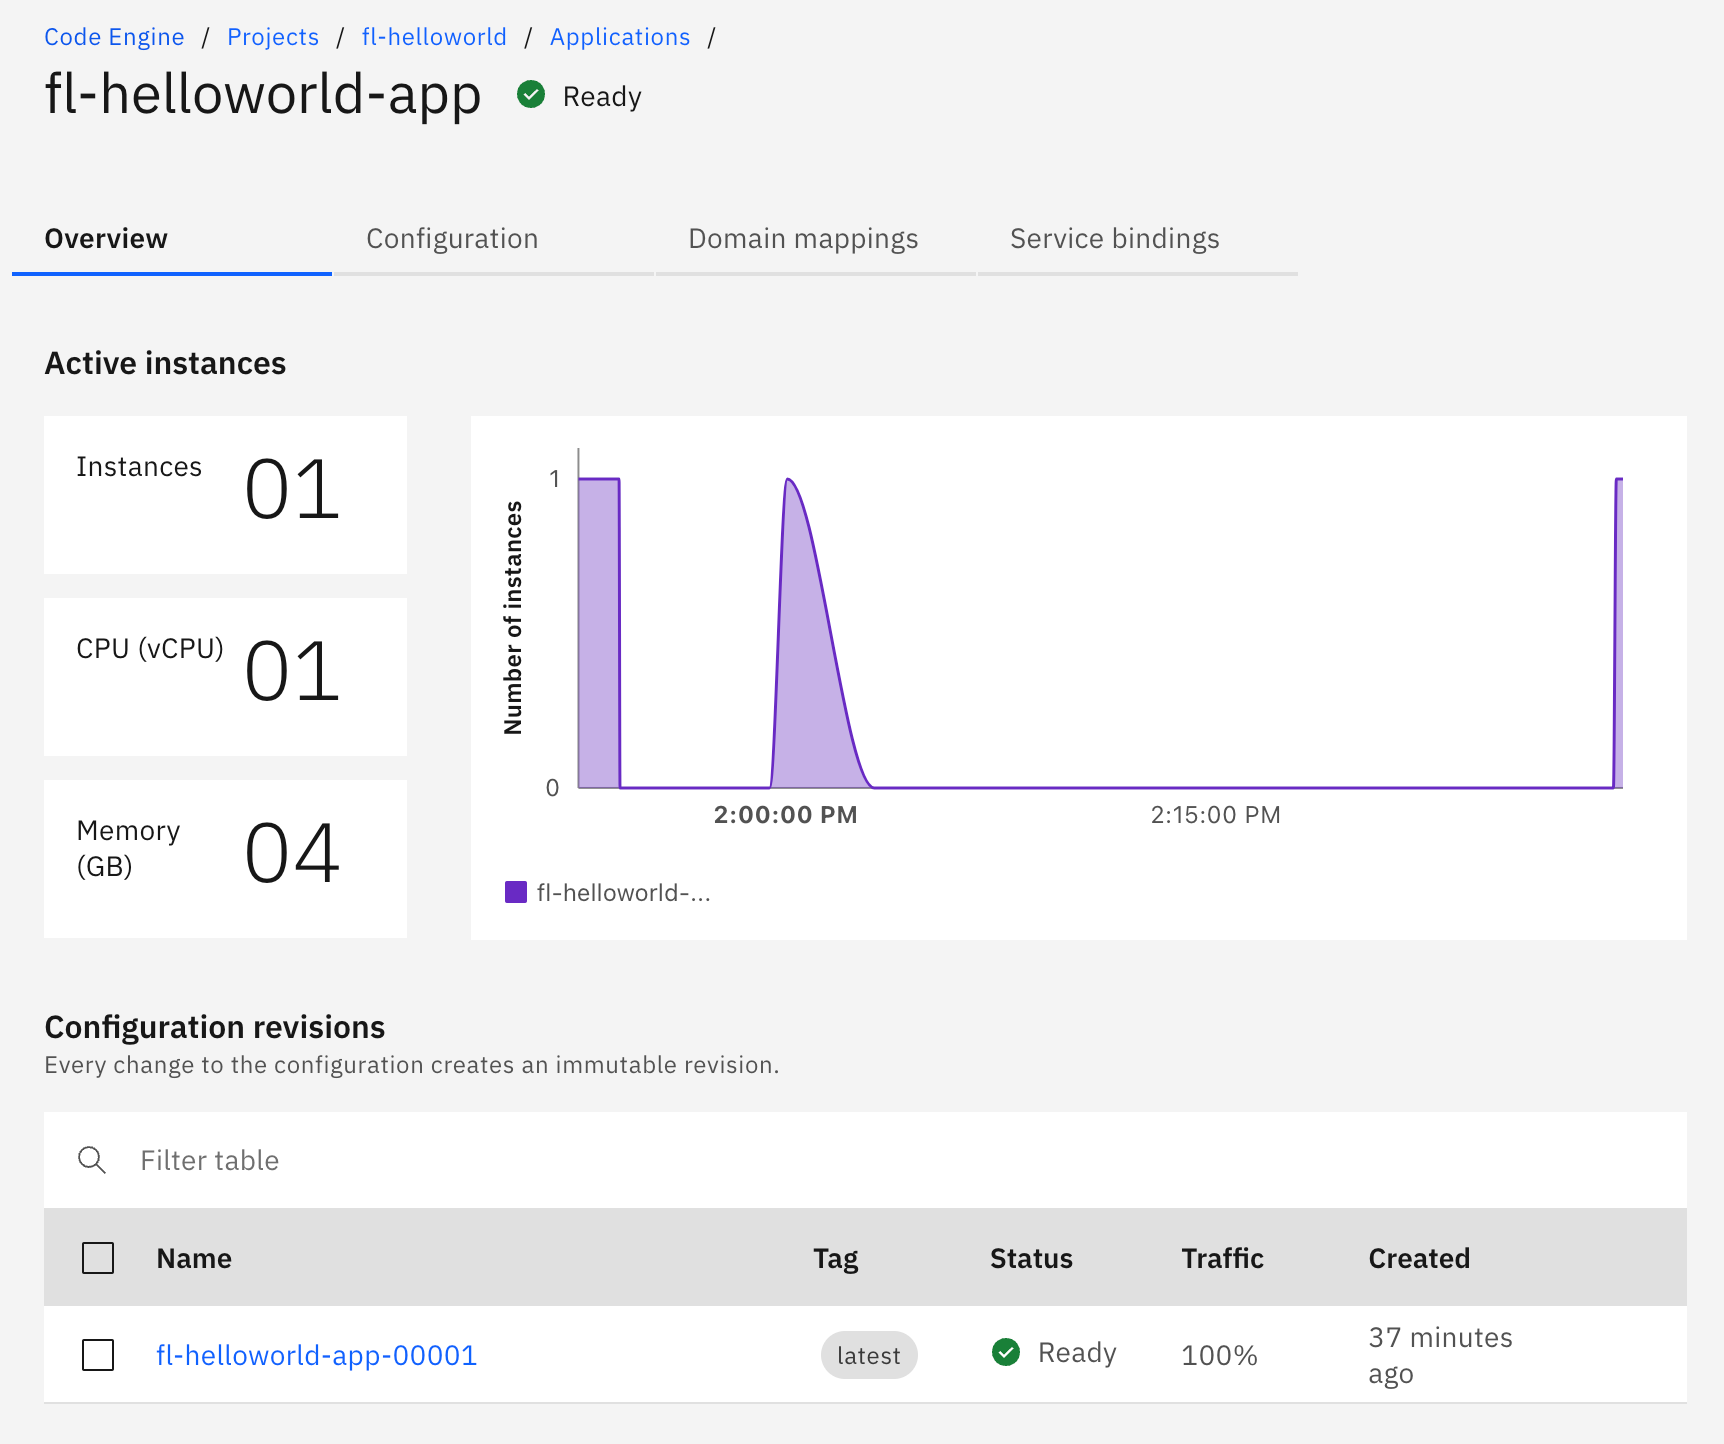 Code Engine / Projects / fl-helloworld / Applications /
fl-helloworld-app Ready
Overview Configuration Domain mappings Service bindings
Active instances
Instances 01
CPU (vCPU) 01
Memory
(GB) 04
Number of instances
1
0
2:00:00 PM 2:15:00 PM
fl-helloworld-...
Configuration revisions
Every change to the configuration creates an immutable revision.
Filter table
Name Tag Status Traffic Created
fl-helloworld-app-00001 latest Ready 100% 37 minutes
ago